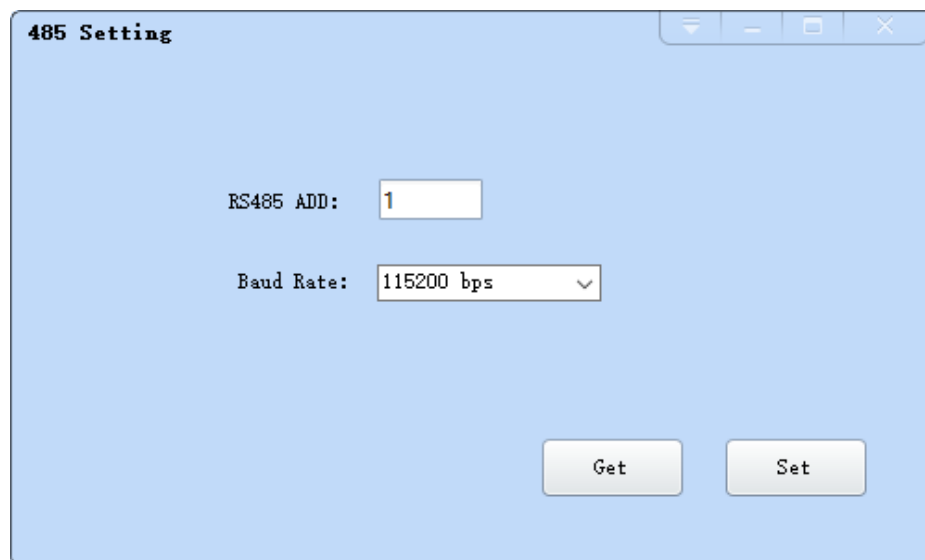 485 Setting
RS485 ADD: 1
Baud Rate: 115200 bps
Get Set